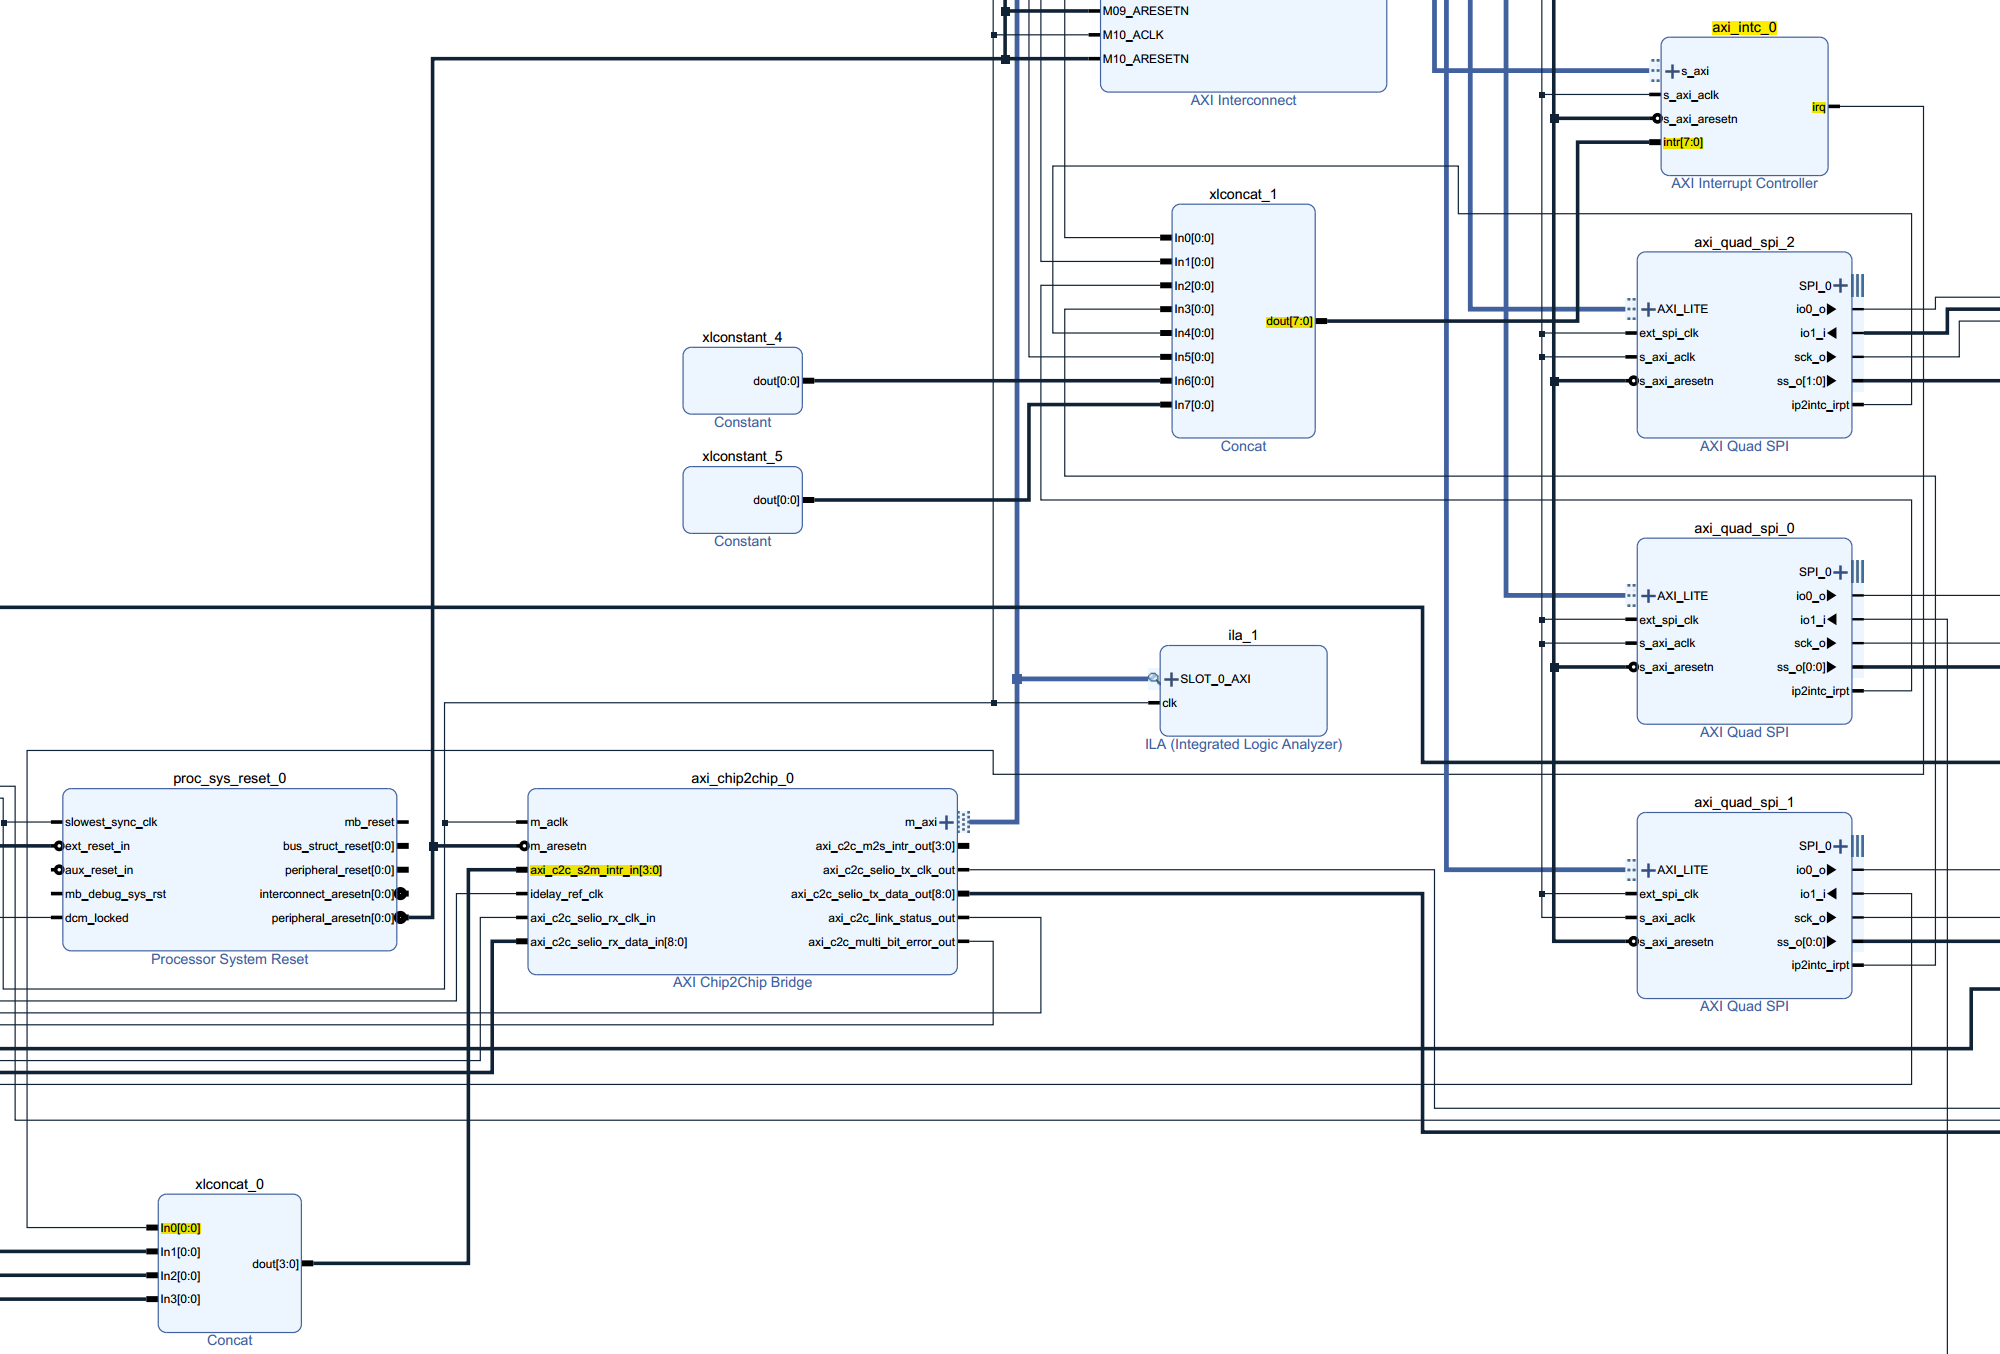 M09_ARESETN
M10_ACLK
M10_ARESETN
AXI Interconnect
axi_intc_0
s_axi
s_axi_aclk
s_axi_aresetn
intr[7:0]
irq
AXI Interrupt Controller
xlconcat_1
In0[0:0]
In1[0:0]
In2[0:0]
In3[0:0]
In4[0:0]
In5[0:0]
In6[0:0]
In7[0:0]
dout[7:0]
Concat
axi_quad_spi_2
AXI_LITE
ext_spi_clk
s_axi_aclk
s_axi_aresetn
SPI_0
io0_o
io1_i
sck_o
ss_o[1:0]
ip2intc_irpt
AXI Quad SPI
xlconstant_4
dout[0:0]
Constant
xlconstant_5
dout[0:0]
Constant
axi_quad_spi_0
AXI_LITE
ext_spi_clk
s_axi_aclk
s_axi_aresetn
SPI_0
io0_o
io1_i
sck_o
ss_o[0:0]
ip2intc_irpt
AXI Quad SPI
ila_1
SLOT_0_AXI
clk
ILA (Integrated Logic Analyzer)
proc_sys_reset_0
slowest_sync_clk
ext_reset_in
aux_reset_in
mb_debug_sys_rst
dcm_locked
mb_reset
bus_struct_reset[0:0]
peripheral_reset[0:0]
interconnect_aresetn[0:0]
peripheral_aresetn[0:0]
Processor System Reset
axi_chip2chip_0
m_aclk
m_aresetn
axi_c2c_s2m_intr_in[3:0]
idelay_ref_clk
axi_c2c_selio_rx_clk_in
axi_c2c_selio_rx_data_in[8:0]
m_axi
axi_c2c_m2s_intr_out[3:0]
axi_c2c_selio_tx_clk_out
axi_c2c_selio_tx_data_out[8:0]
axi_c2c_link_status_out
axi_c2c_multi_bit_error_out
AXI Chip2Chip Bridge
axi_quad_spi_1
AXI_LITE
ext_spi_clk
s_axi_aclk
s_axi_aresetn
SPI_0
io0_o
io1_i
sck_o
ss_o[0:0]
ip2intc_irpt
AXI Quad SPI
xlconcat_0
In0[0:0]
In1[0:0]
In2[0:0]
In3[0:0]
dout[3:0]
Concat